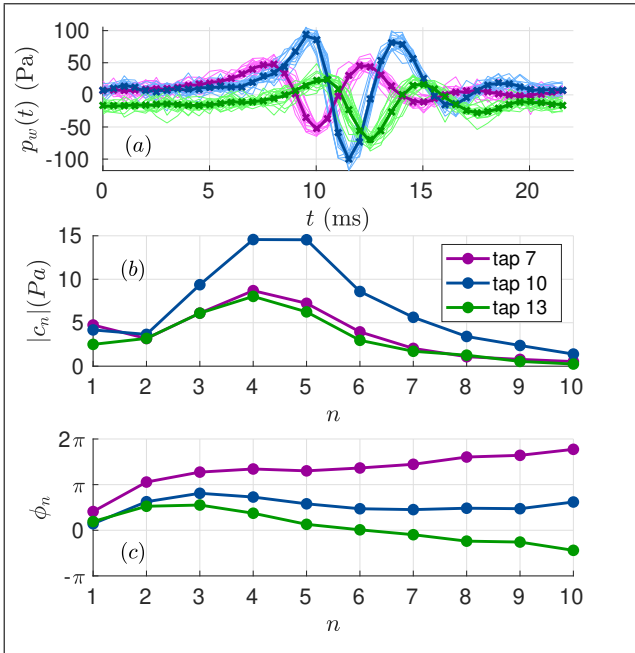 100
50
0
-50
-100
p_w(t) (Pa)
(a)
0 5 10 15 20
t (ms)
15
10
5
0
|c_n|(Pa)
(b)
tap 7
tap 10
tap 13
1 2 3 4 5 6 7 8 9 10
n
2π
π
0
-π
ϕ_n
(c)
1 2 3 4 5 6 7 8 9 10
n